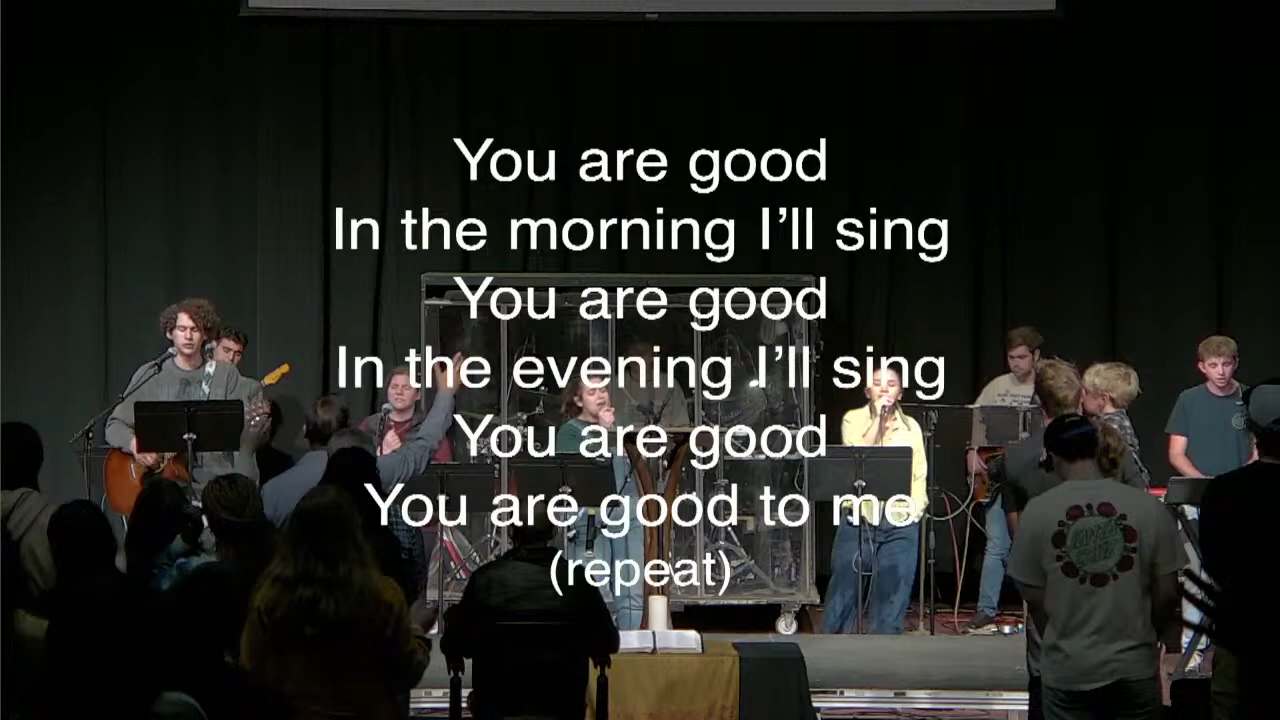 You are good
In the morning I’ll sing
You are good
In the evening I’ll sing
You are good
You are good to me
(repeat)